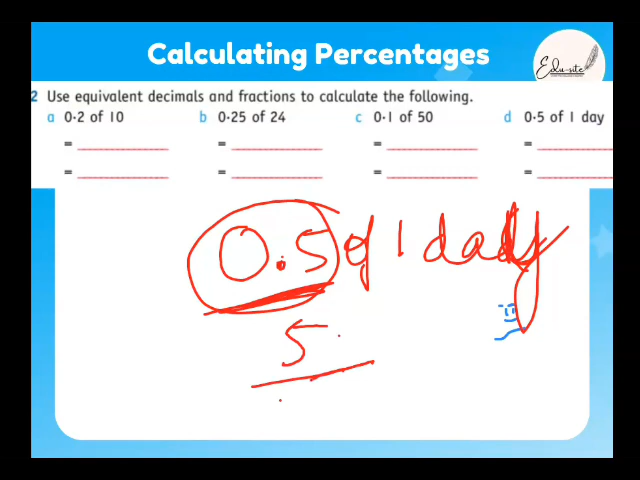 Calculating Percentages
Edu-site
2 Use equivalent decimals and fractions to calculate the following.
a 0·2 of 10 b 0·25 of 24 c 0·1 of 50 d 0·5 of 1 day
= = = =
= = = =
0.5 of 1 day
5